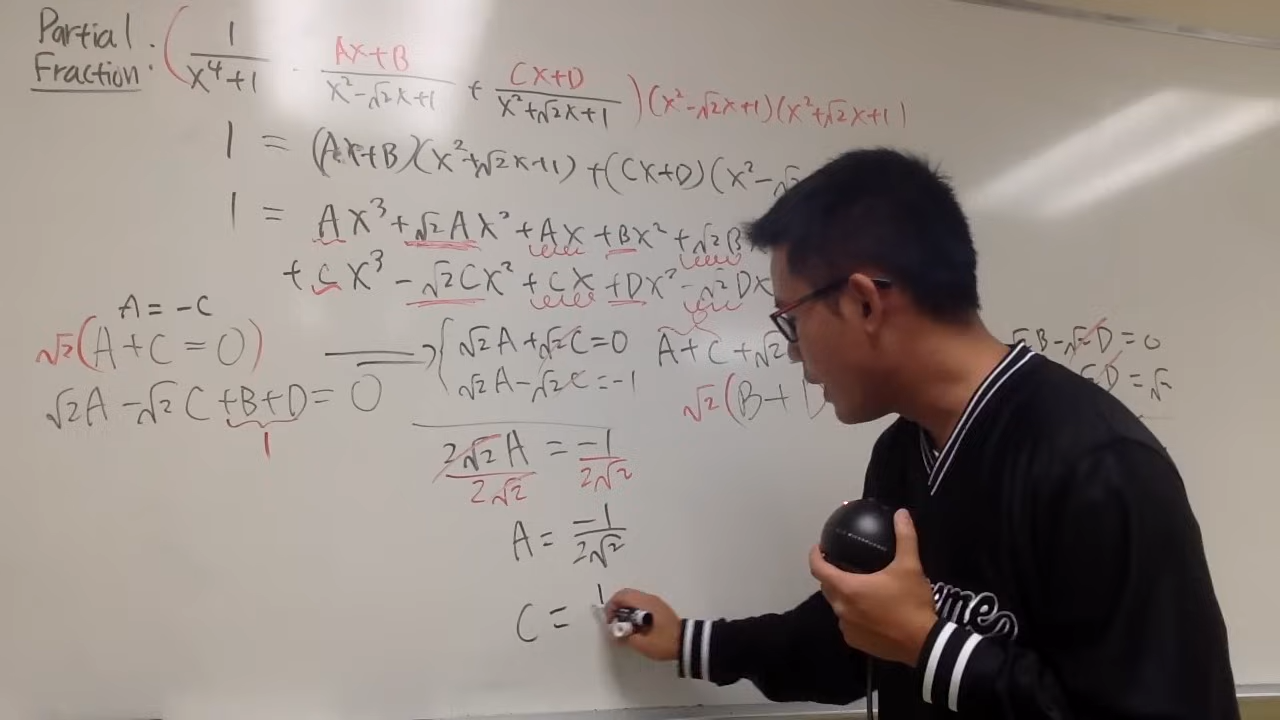 Partial Fraction: ( 1/(x⁴+1) - (Ax+B)/(x²-√2x+1) + (Cx+D)/(x²+√2x+1) ) (x²-√2x+1)(x²+√2x+1)
1 = (Ax+B)(x²+√2x+1) + (Cx+D)(x²-√
1 = Ax³ + √2Ax² + Ax + Bx² + √2B
+ Cx³ - √2Cx² + Cx + Dx² - √2Dx
A = -C
√2(A+C=0)
√2A - √2C + B+D = 0
1
√2A + √2C = 0
√2A - √2C = -1
2√2A/2√2 = -1/2√2
A = -1/2√2
C = 1
A+C+√2
√2(B+
B-√2D = 0
D = √